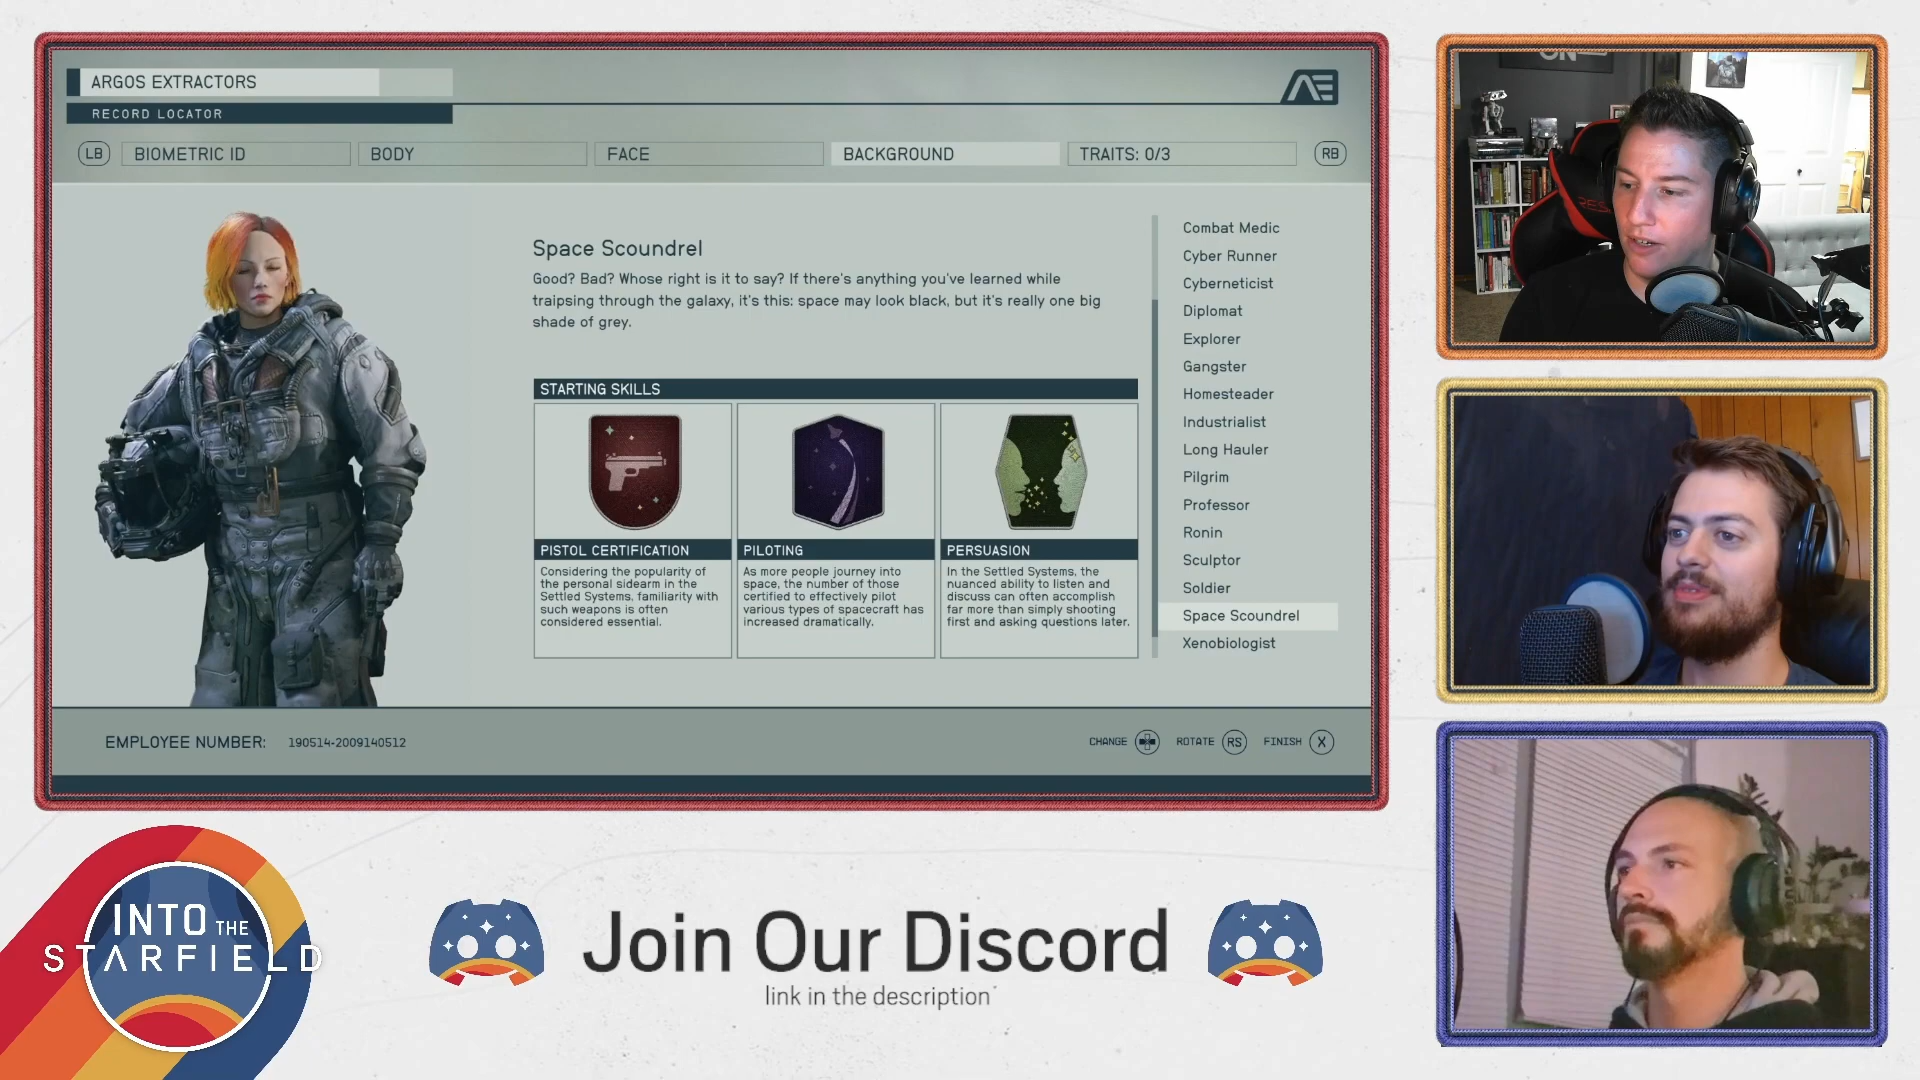 ARGOS EXTRACTORS
RECORD LOCATOR
LB BIOMETRIC ID BODY FACE BACKGROUND TRAITS: 0/3 RB
Space Scoundrel
Good? Bad? Whose right is it to say? If there's anything you've learned while
traipsing through the galaxy, it's this: space may look black, but it's really one big
shade of grey.
STARTING SKILLS
PISTOL CERTIFICATION
Considering the popularity of
the personal sidearm in the
Settled Systems, familiarity with
such weapons is often
considered essential.
PILOTING
As more people journey into
space, the number of those
certified to effectively pilot
various types of spacecraft has
increased dramatically.
PERSUASION
In the Settled Systems, the
nuanced ability to listen and
discuss can often accomplish
far more than simply shooting
first and asking questions later.
Combat Medic
Cyber Runner
Cyberneticist
Diplomat
Explorer
Gangster
Homesteader
Industrialist
Long Hauler
Pilgrim
Professor
Ronin
Sculptor
Soldier
Space Scoundrel
Xenobiologist
EMPLOYEE NUMBER: 190514-2009140512
CHANGE ROTATE RS FINISH X
INTO THE
STARFIELD
Join Our Discord
link in the description